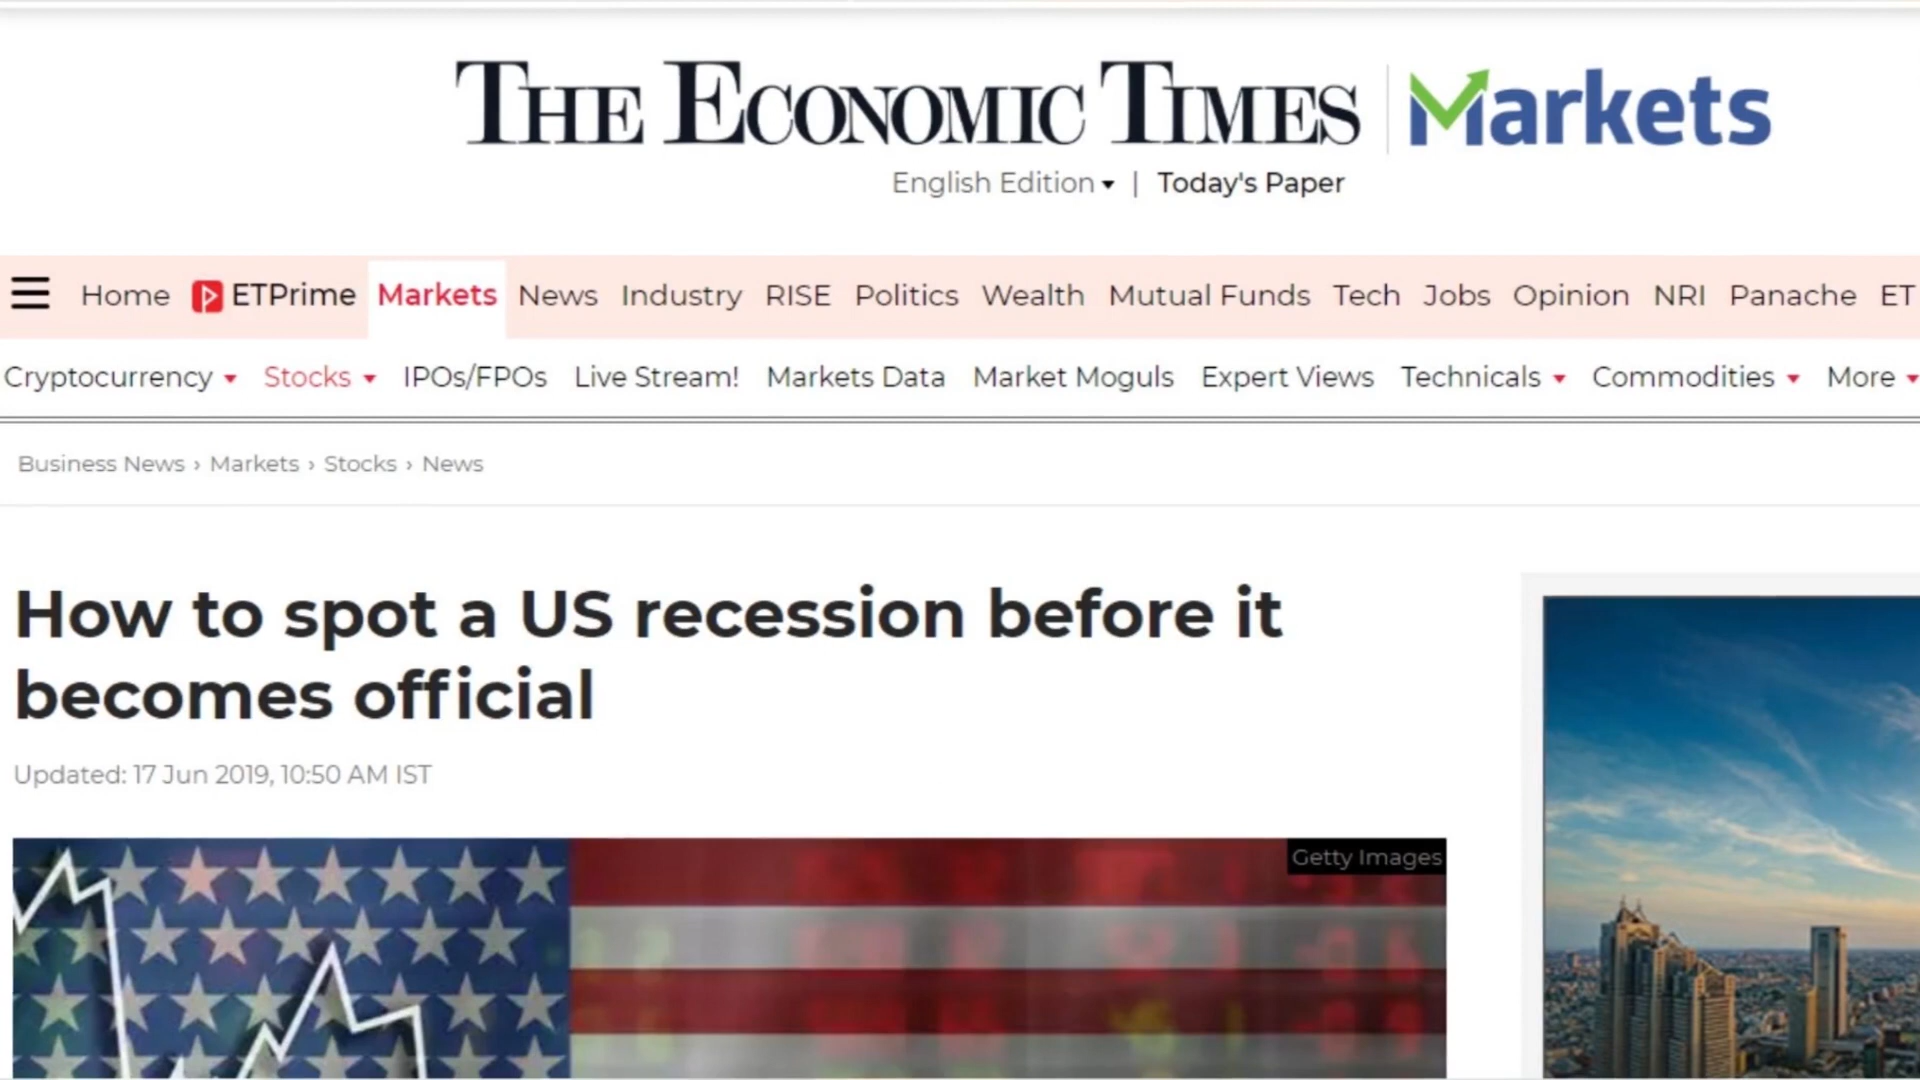 THE ECONOMIC TIMES | Markets
English Edition | Today's Paper
Home ETPrime Markets News Industry RISE Politics Wealth Mutual Funds Tech Jobs Opinion NRI Panache ET
Cryptocurrency Stocks IPOs/FPOs Live Stream! Markets Data Market Moguls Expert Views Technicals Commodities More
Business News › Markets › Stocks › News
How to spot a US recession before it
becomes official
Updated: 17 Jun 2019, 10:50 AM IST
Getty Images